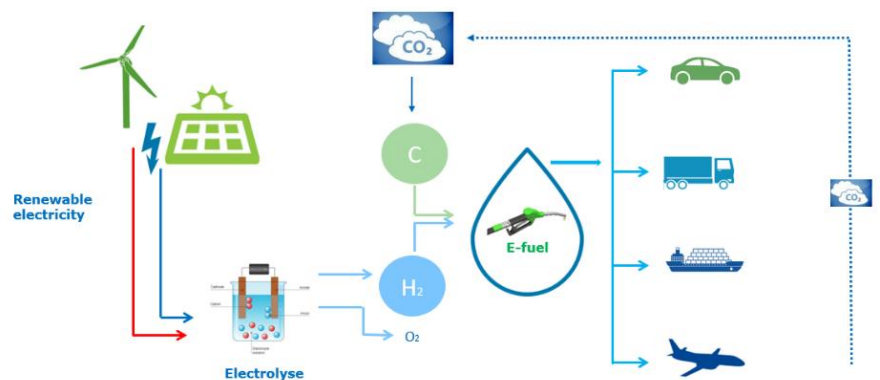 CO2
C
Renewable
electricity
E-fuel
CO2
H2
O2
Electrolyse